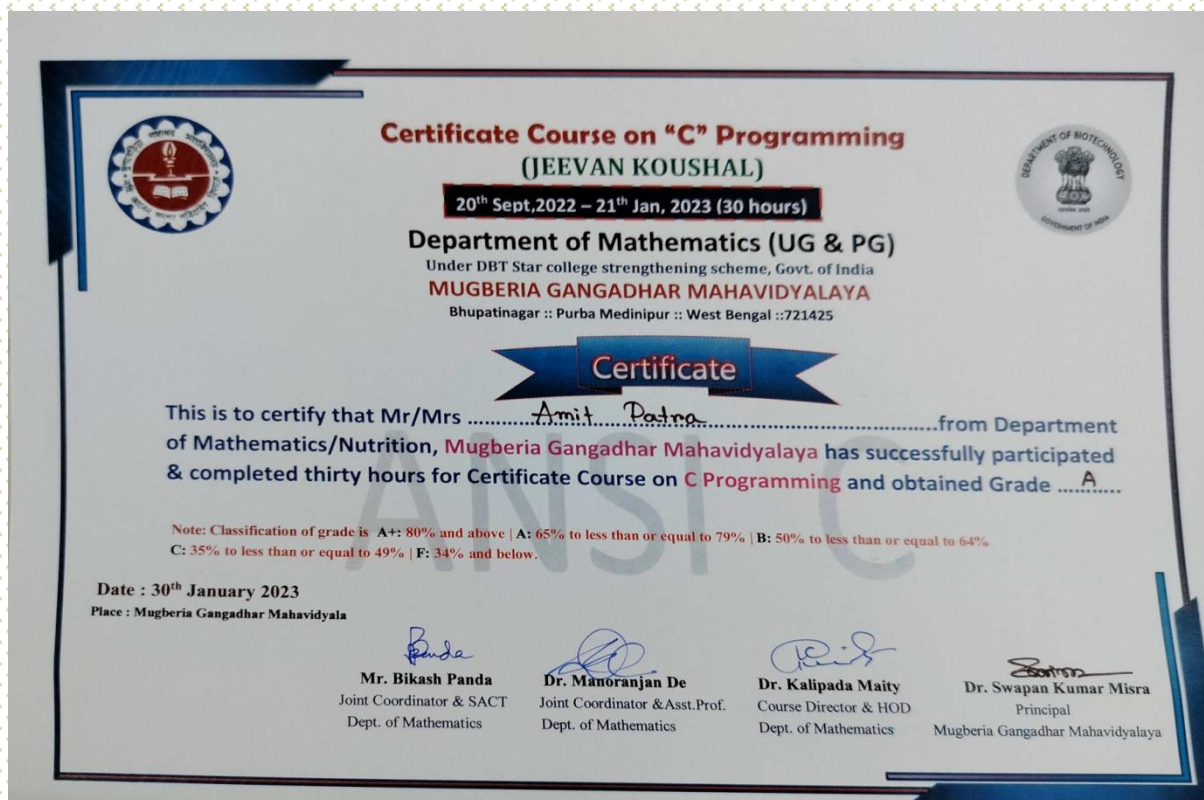 Certificate Course on “C” Programming
(JEEVAN KOUSHAL)
20th Sept,2022 – 21th Jan, 2023 (30 hours)
DEPARTMENT OF BIOTECHNOLOGY
GOVERNMENT OF INDIA
Department of Mathematics (UG & PG)
Under DBT Star college strengthening scheme, Govt. of India
MUGBERIA GANGADHAR MAHAVIDYALAYA
Bhupatinagar :: Purba Medinipur :: West Bengal ::721425
Certificate
This is to certify that Mr/Mrs ...........Amit Patra.......................................from Department
of Mathematics/Nutrition, Mugberia Gangadhar Mahavidyalaya has successfully participated
& completed thirty hours for Certificate Course on C Programming and obtained Grade .....A.....
ANSI C
Note: Classification of grade is A+: 80% and above | A: 65% to less than or equal to 79% | B: 50% to less than or equal to 64%
C: 35% to less than or equal to 49% | F: 34% and below.
Date : 30th January 2023
Place : Mugberia Gangadhar Mahavidyala
Mr. Bikash Panda
Joint Coordinator & SACT
Dept. of Mathematics
Dr. Manoranjan De
Joint Coordinator &Asst.Prof.
Dept. of Mathematics
Dr. Kalipada Maity
Course Director & HOD
Dept. of Mathematics
Dr. Swapan Kumar Misra
Principal
Mugberia Gangadhar Mahavidyalaya